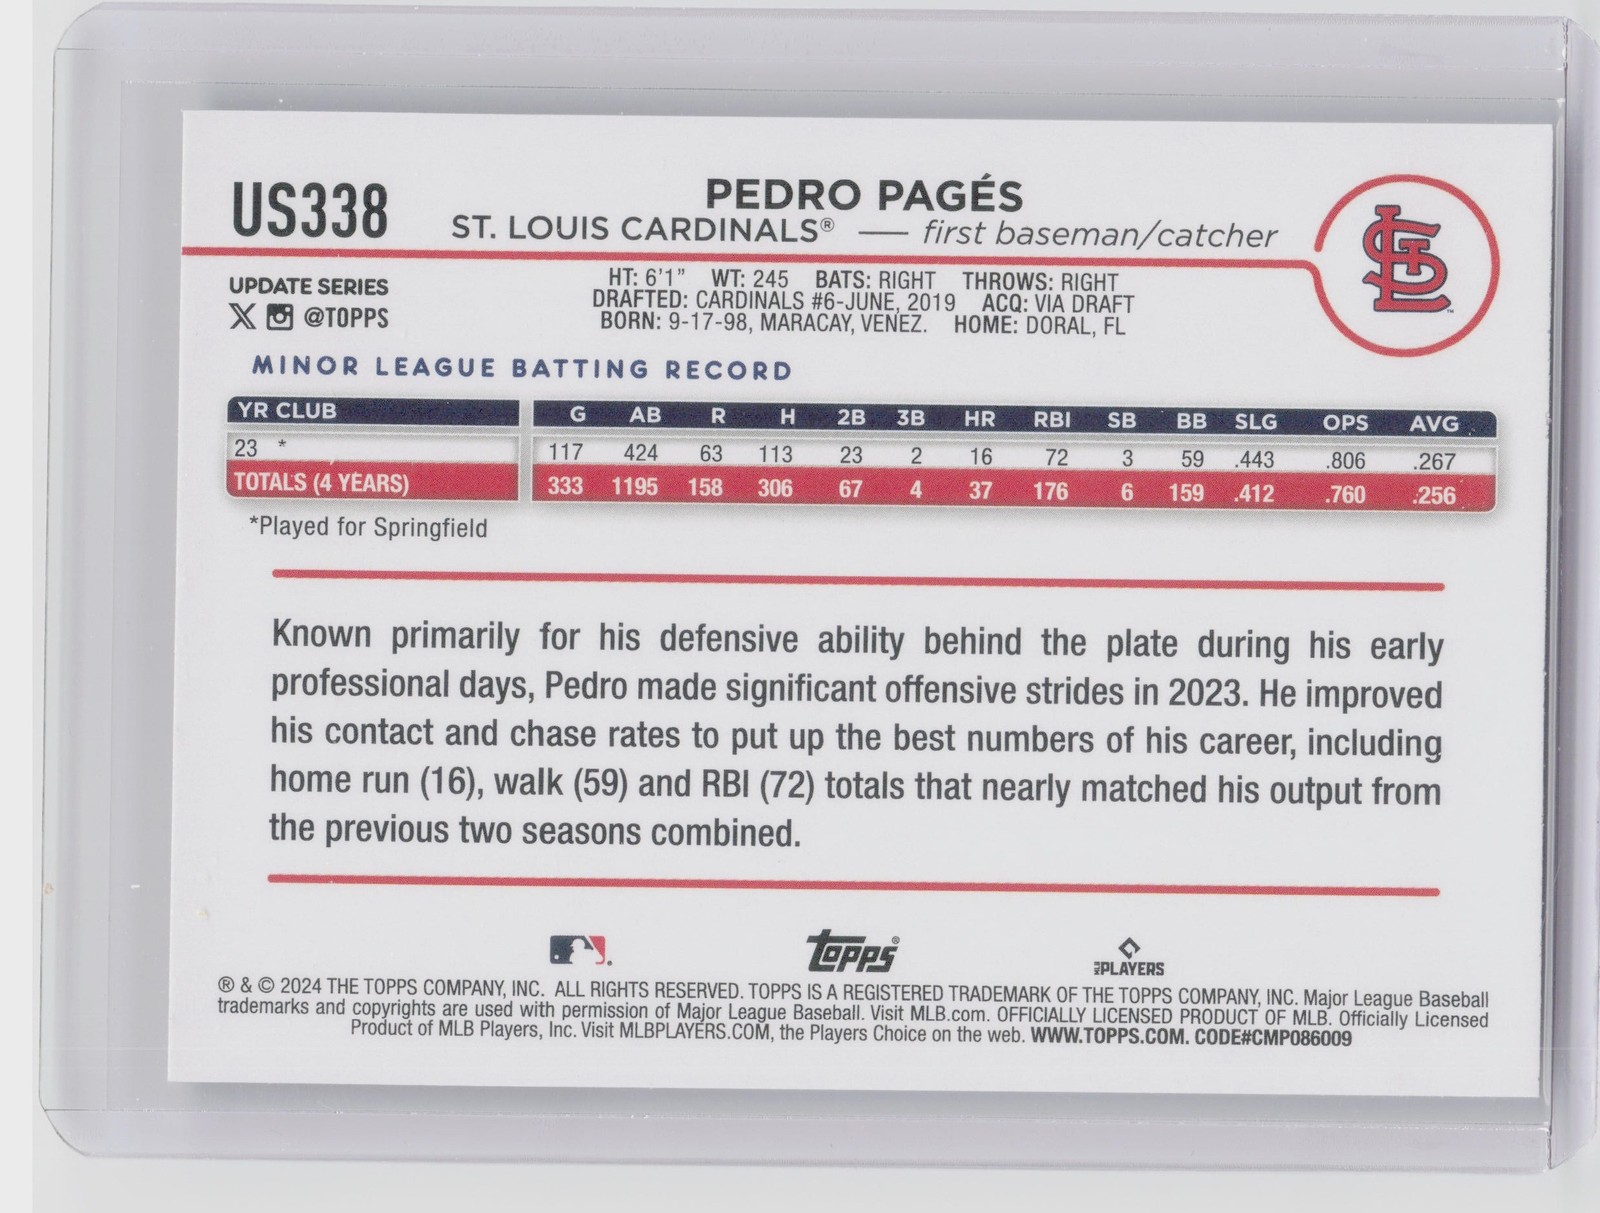 US338
PEDRO PAGÉS
ST. LOUIS CARDINALS® — first baseman/catcher
STL
UPDATE SERIES
X @TOPPS
HT: 6'1" WT: 245 BATS: RIGHT THROWS: RIGHT
DRAFTED: CARDINALS #6-JUNE, 2019 ACQ: VIA DRAFT
BORN: 9-17-98, MARACAY, VENEZ. HOME: DORAL, FL
MINOR LEAGUE BATTING RECORD
YR CLUB G AB R H 2B 3B HR RBI SB BB SLG OPS AVG
23 * 117 424 63 113 23 2 16 72 3 59 .443 .806 .267
TOTALS (4 YEARS) 333 1195 158 306 67 4 37 176 6 159 .412 .760 .256
*Played for Springfield
Known primarily for his defensive ability behind the plate during his early
professional days, Pedro made significant offensive strides in 2023. He improved
his contact and chase rates to put up the best numbers of his career, including
home run (16), walk (59) and RBI (72) totals that nearly matched his output from
the previous two seasons combined.
topps®
MLB PLAYERS
® & © 2024 THE TOPPS COMPANY, INC. ALL RIGHTS RESERVED. TOPPS IS A REGISTERED TRADEMARK OF THE TOPPS COMPANY, INC. Major League Baseball
trademarks and copyrights are used with permission of Major League Baseball. Visit MLB.com. OFFICIALLY LICENSED PRODUCT OF MLB. Officially Licensed
Product of MLB Players, Inc. Visit MLBPLAYERS.COM, the Players Choice on the web. WWW.TOPPS.COM. CODE#CMP086009